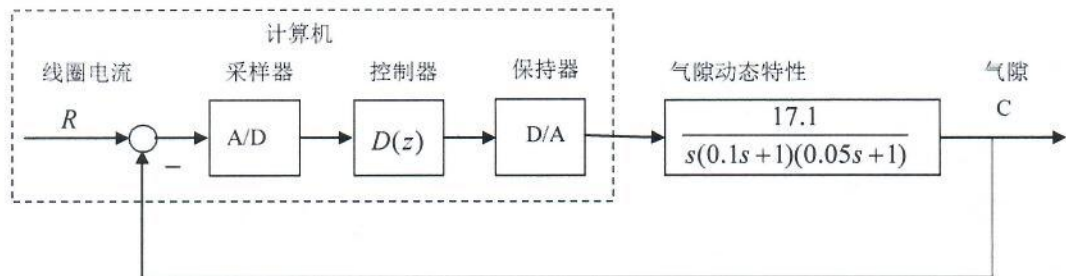 计算机
线圈电流
采样器
控制器
保持器
气隙动态特性
气隙
R
A/D
D(z)
D/A
17.1
s(0.1s+1)(0.05s+1)
C
−